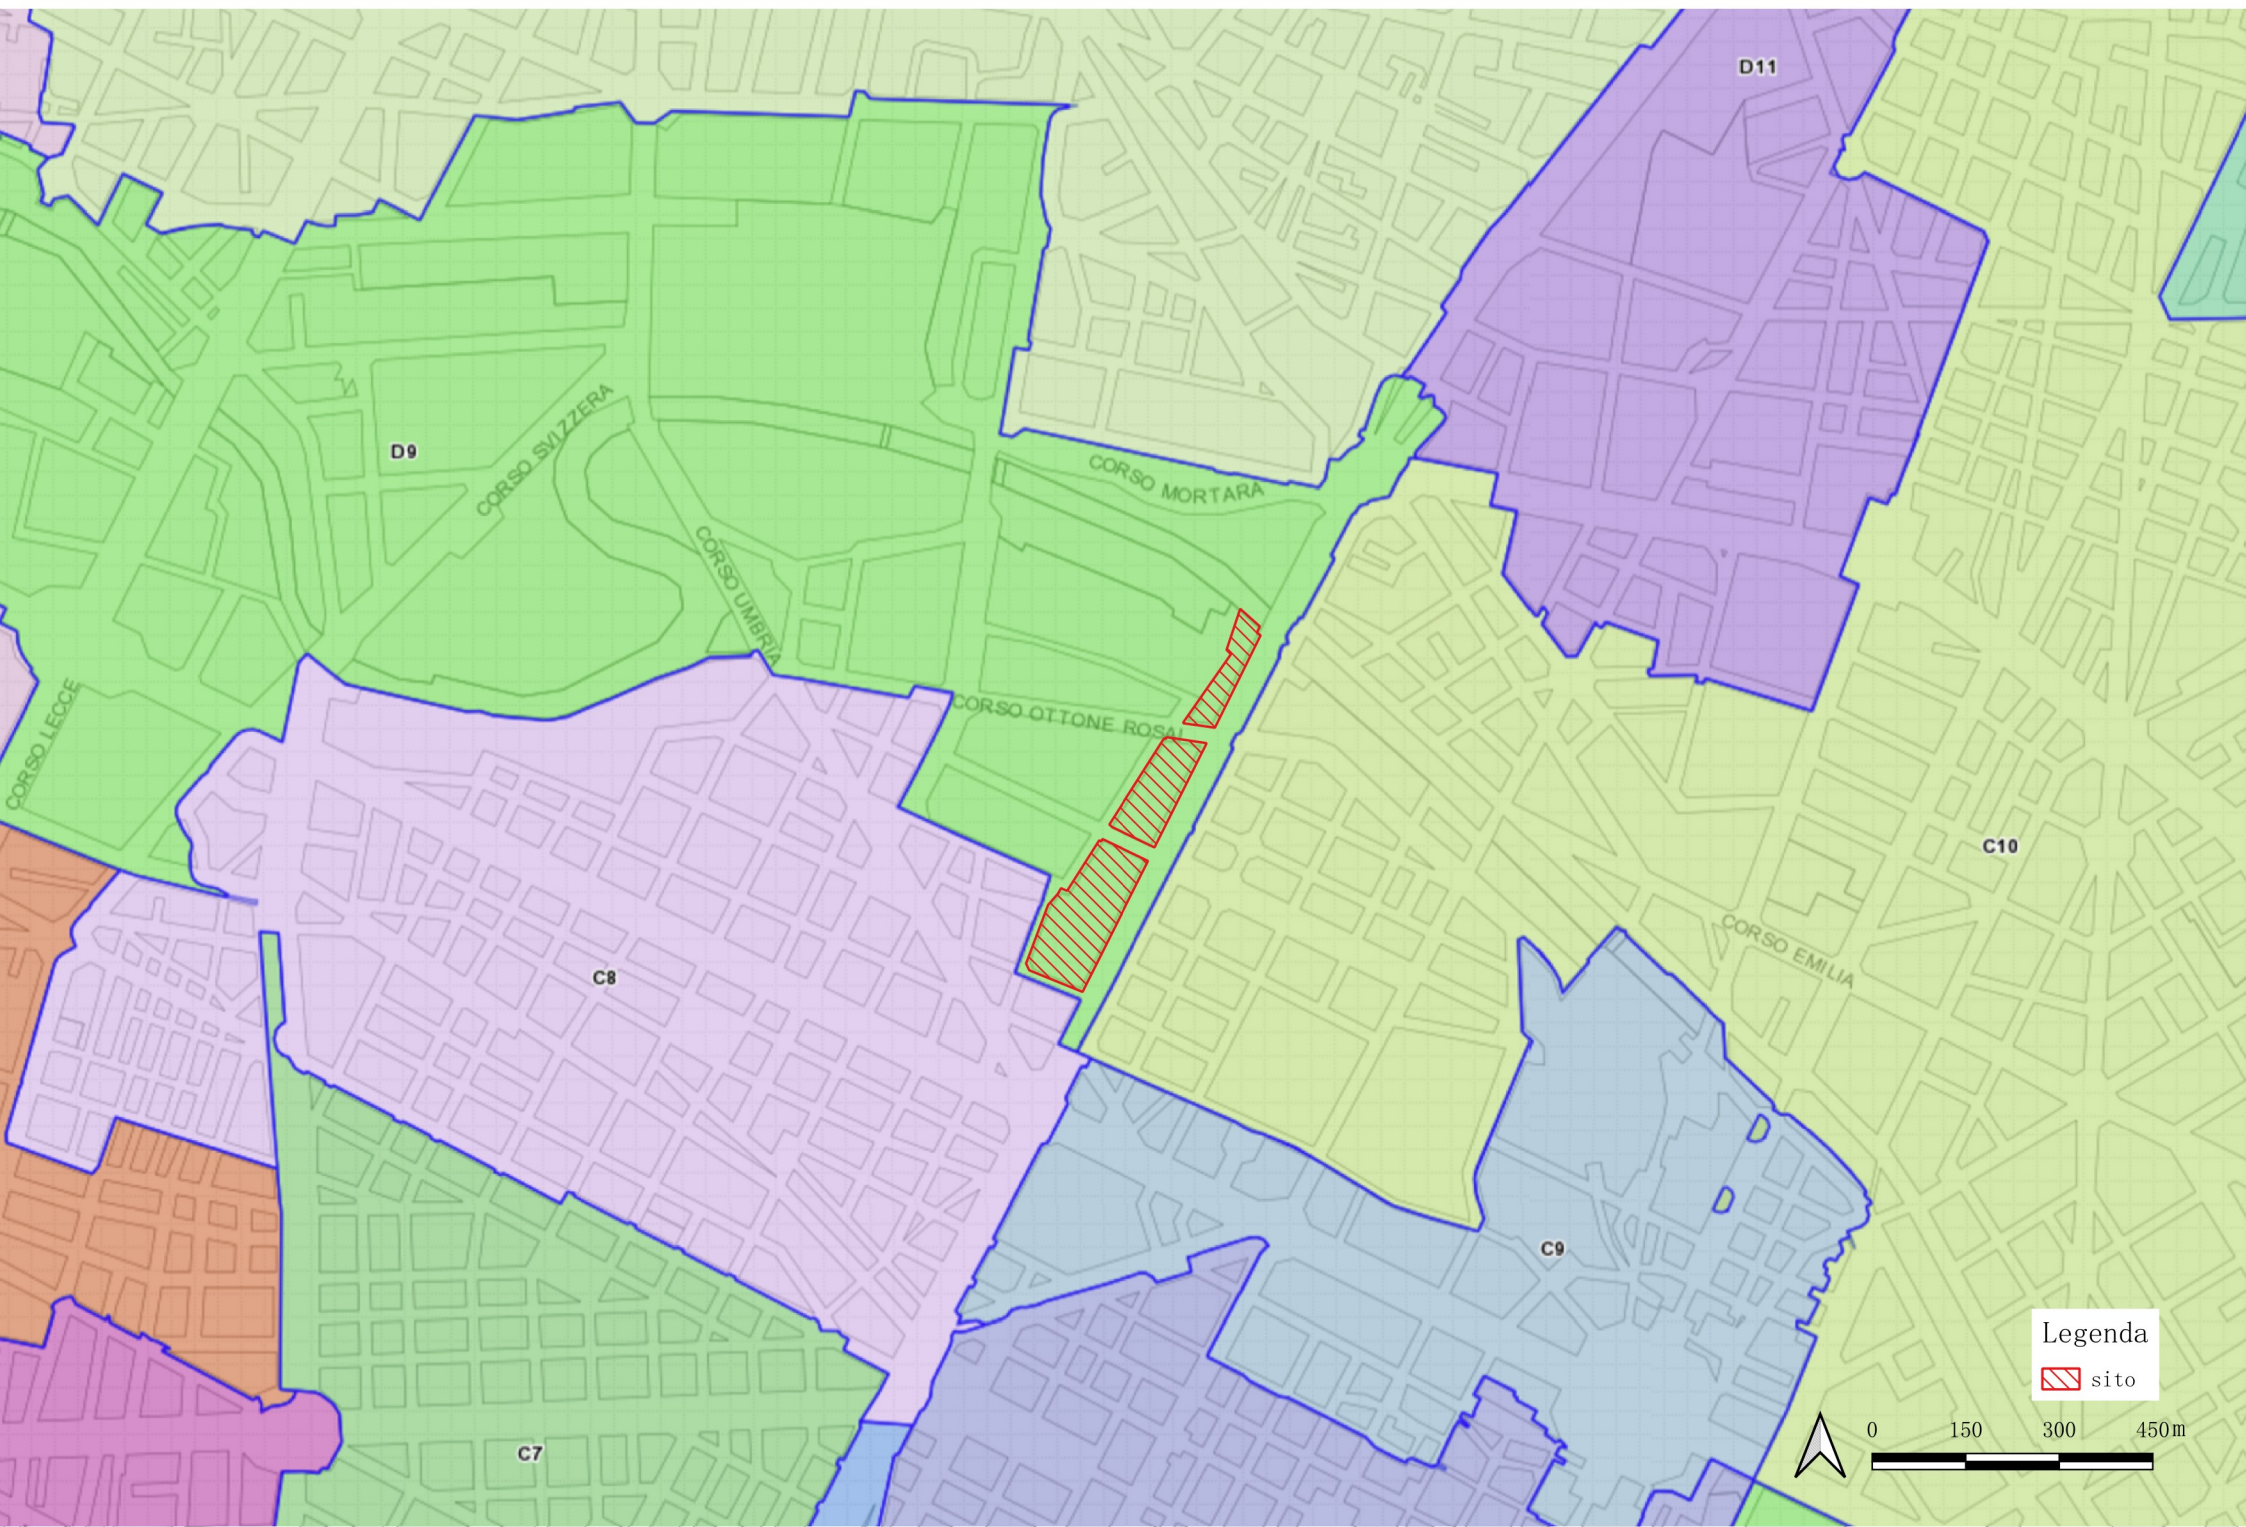 D11
D9
CORSO SVIZZERA
CORSO MORTARA
CORSO UMBRIA
CORSO LECCE
CORSO OTTONE ROSAI
C10
CORSO EMILIA
C8
C9
C7
Legenda
sito
0 150 300 450m